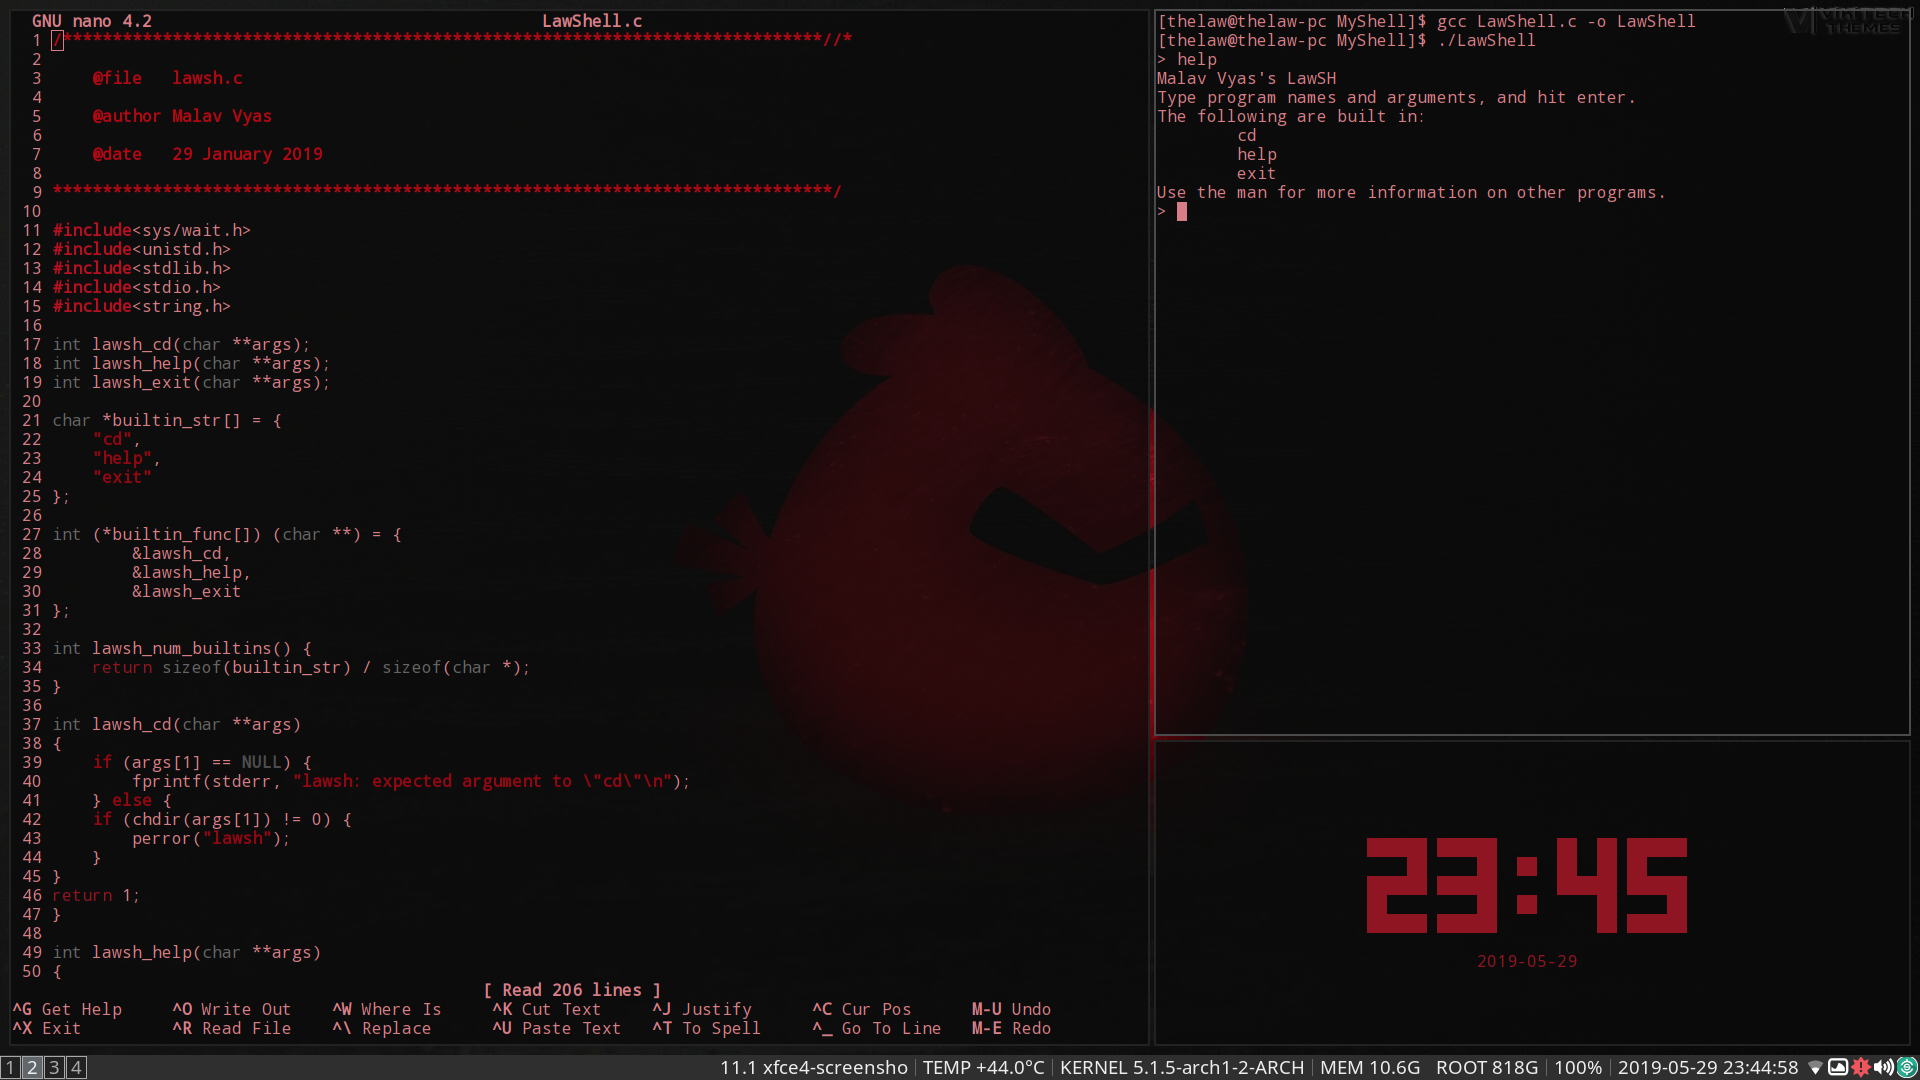 GNU nano 4.2 LawShell.c
1 /****************************************************************************//*
2
3 @file lawsh.c
4
5 @author Malav Vyas
6
7 @date 29 January 2019
8
9 ******************************************************************************/
10
11 #include<sys/wait.h>
12 #include<unistd.h>
13 #include<stdlib.h>
14 #include<stdio.h>
15 #include<string.h>
16
17 int lawsh_cd(char **args);
18 int lawsh_help(char **args);
19 int lawsh_exit(char **args);
20
21 char *builtin_str[] = {
22 "cd",
23 "help",
24 "exit"
25 };
26
27 int (*builtin_func[]) (char **) = {
28 &lawsh_cd,
29 &lawsh_help,
30 &lawsh_exit
31 };
32
33 int lawsh_num_builtins() {
34 return sizeof(builtin_str) / sizeof(char *);
35 }
36
37 int lawsh_cd(char **args)
38 {
39 if (args[1] == NULL) {
40 fprintf(stderr, "lawsh: expected argument to \"cd\"\n");
41 } else {
42 if (chdir(args[1]) != 0) {
43 perror("lawsh");
44 }
45 }
46 return 1;
47 }
48
49 int lawsh_help(char **args)
50 {
[ Read 206 lines ]
^G Get Help ^O Write Out ^W Where Is ^K Cut Text ^J Justify ^C Cur Pos M-U Undo
^X Exit ^R Read File ^\ Replace ^U Paste Text ^T To Spell ^_ Go To Line M-E Redo
[thelaw@thelaw-pc MyShell]$ gcc LawShell.c -o LawShell
[thelaw@thelaw-pc MyShell]$ ./LawShell
> help
Malav Vyas's LawSH
Type program names and arguments, and hit enter.
The following are built in:
cd
help
exit
Use the man for more information on other programs.
>
VIKITECH
THEMES
23:45
2019-05-29
1 2 3 4
11.1 xfce4-screensho TEMP +44.0°C KERNEL 5.1.5-arch1-2-ARCH MEM 10.6G ROOT 818G 100% 2019-05-29 23:44:58